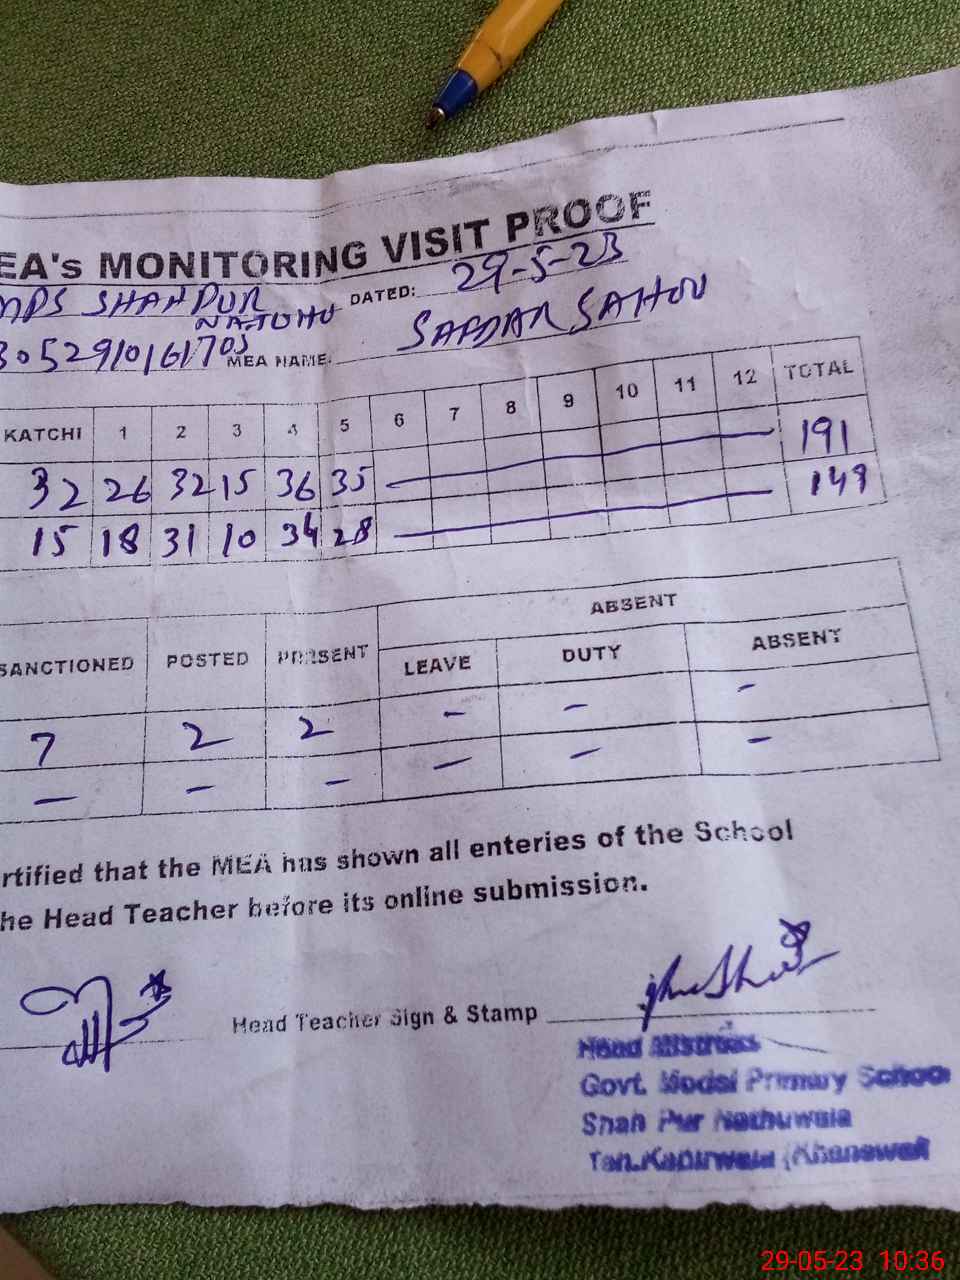 EA's MONITORING VISIT PROOF
MPS SHAHPUR DATED: 29-5-23
NATUHU
305291016170S MEA NAME. SAFDAR SAHOU
KATCHI 1 2 3 4 5 6 7 8 9 10 11 12 TOTAL
32 26 32 15 36 35 191
15 18 31 10 34 28 149
ABSENT
SANCTIONED POSTED PRESENT LEAVE DUTY ABSENT
7 2 2 - - -
- - - - - -
rtified that the MEA has shown all enteries of the School
he Head Teacher before its online submission.
Head Teacher Sign & Stamp
Head Mistress
Govt. Model Primary School
Shah Pur Nathuwala
Teh.Kabirwala (Khanewal
29-05-23 10:36